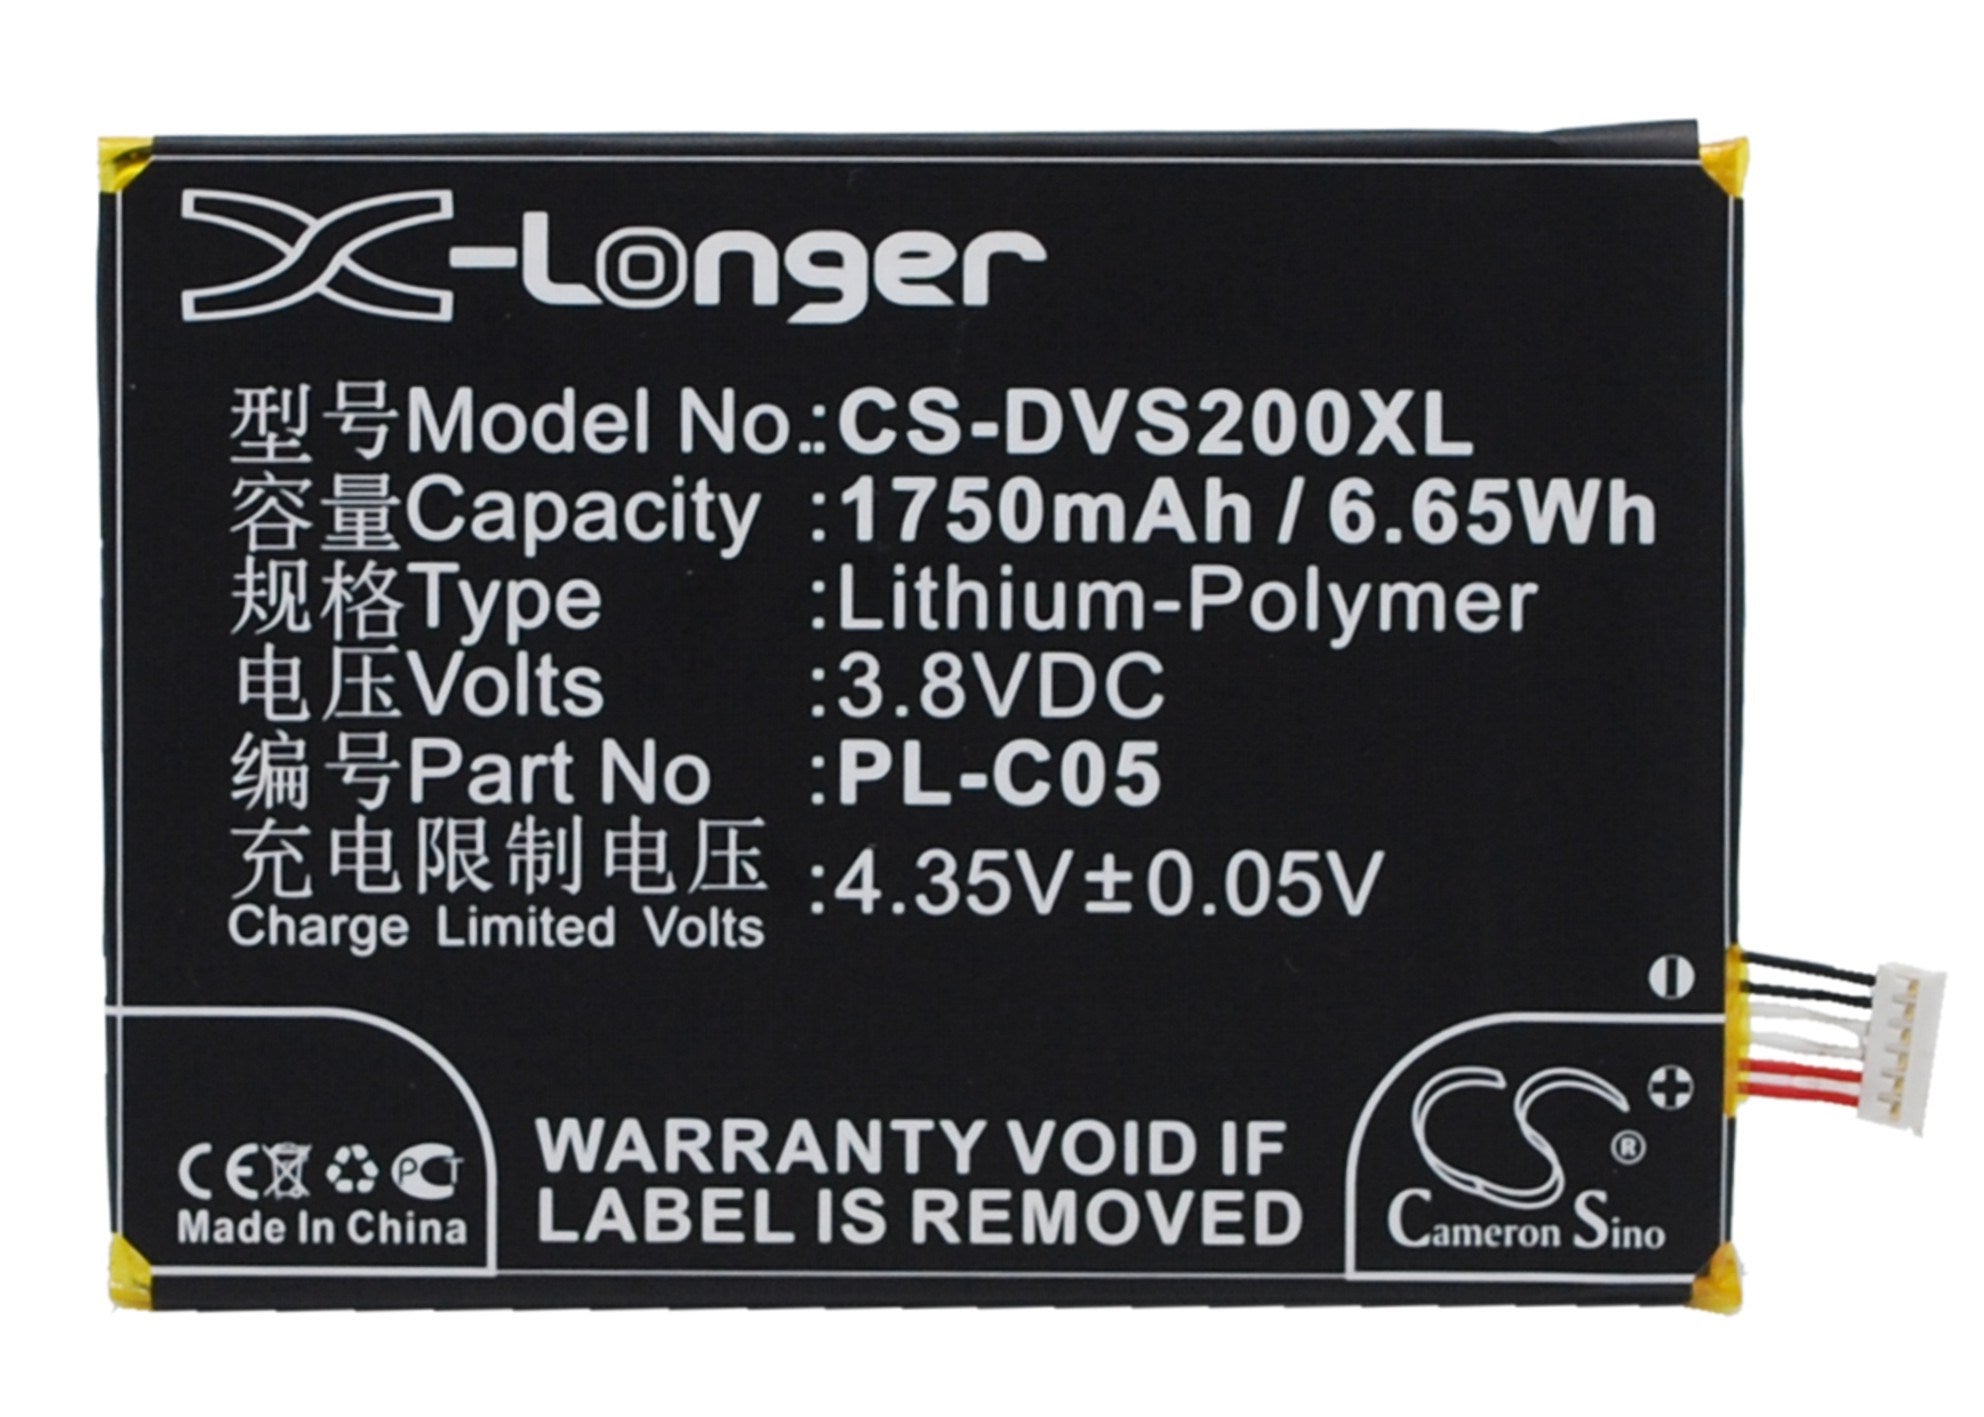 X-Longer
型号Model No.:CS-DVS200XL
容量Capacity :1750mAh / 6.65Wh
规格Type :Lithium-Polymer
电压Volts :3.8VDC
编号Part No :PL-C05
充电限制电压 :4.35V±0.05V
Charge Limited Volts
CE PCT
Made In China
WARRANTY VOID IF
LABEL IS REMOVED
CS®
Cameron Sino